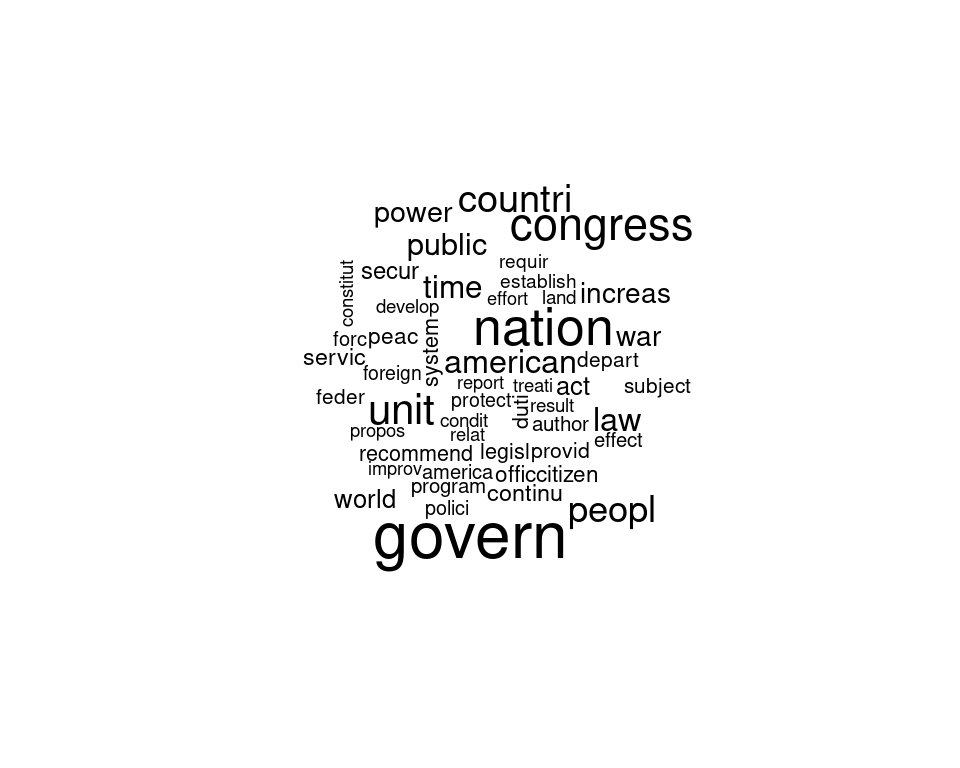 countri
power
congress
public
requir
constitut
secur
time
establish
effort
land
increas
develop
nation
war
forc
peac
system
servic
american
depart
foreign
report
treati
act
subject
feder
unit
protect
duti
result
condit
author
law
propos
relat
effect
recommend
legisl
provid
improv
america
offic
citizen
program
continu
world
polici
peopl
govern